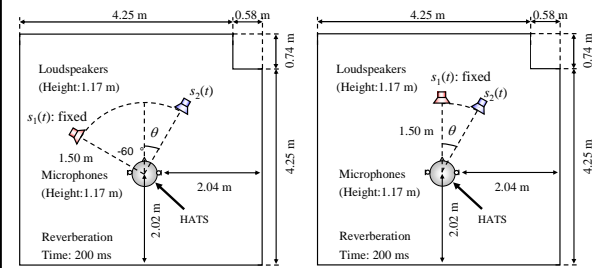 4.25 m
0.58 m
0.74 m
Loudspeakers
(Height:1.17 m)
s₂(t)
s₁(t): fixed
-60 °
θ
1.50 m
Microphones
(Height:1.17 m)
2.04 m
4.25 m
HATS
2.02 m
Reverberation
Time: 200 ms
4.25 m
0.58 m
0.74 m
Loudspeakers
(Height:1.17 m)
s₁(t): fixed
s₂(t)
1.50 m
θ
Microphones
(Height:1.17 m)
2.04 m
4.25 m
HATS
2.02 m
Reverberation
Time: 200 ms